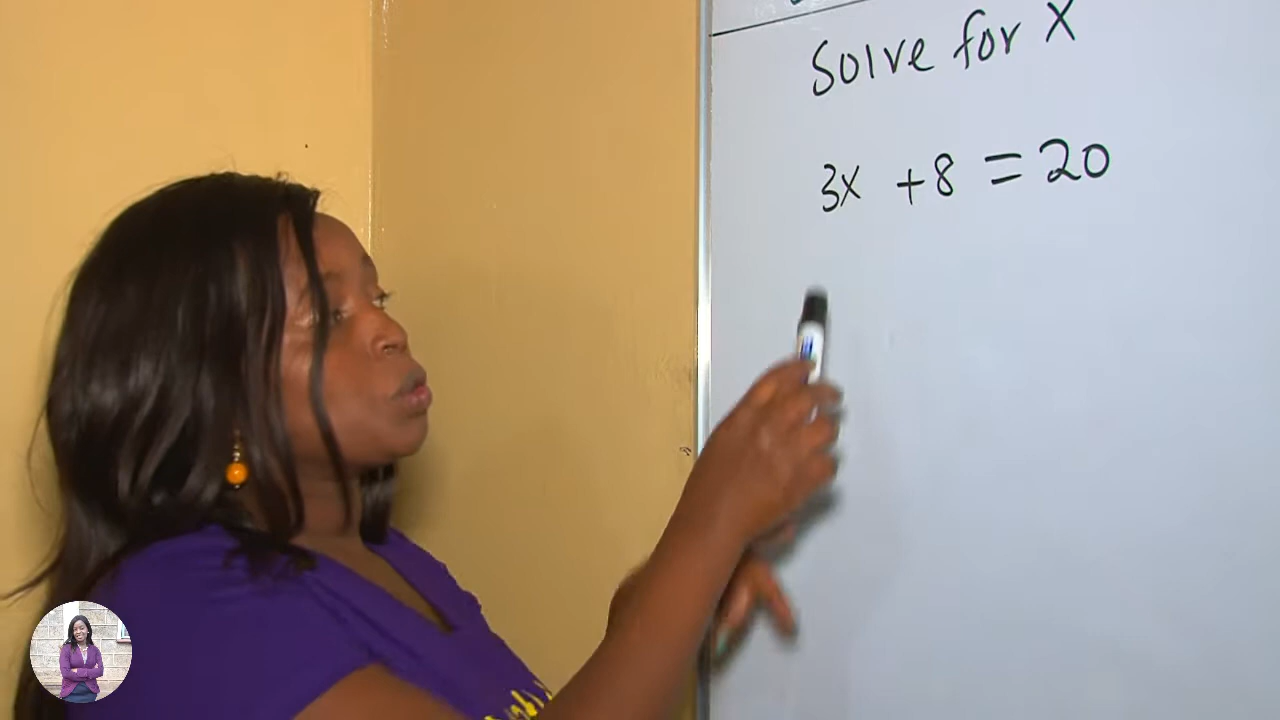 Solve for x
3x + 8 = 20